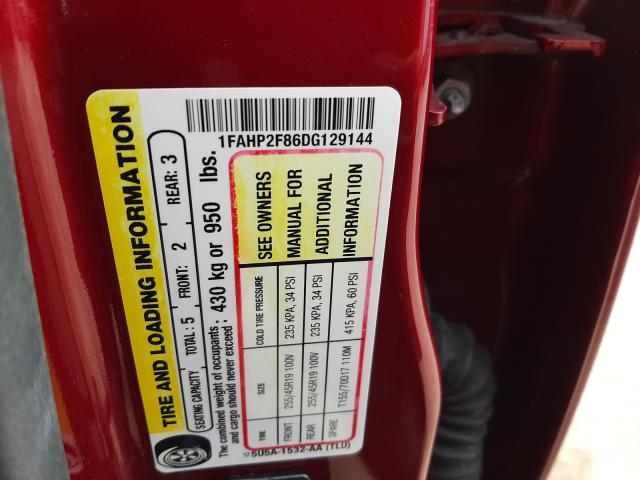 1FAHP2F86DG129144
TIRE AND LOADING INFORMATION
SEATING CAPACITY TOTAL: 5 FRONT: 2 REAR: 3
The combined weight of occupants and cargo should never exceed: 430 kg or 950 lbs.
TIRE SIZE COLD TIRE PRESSURE SEE OWNERS
FRONT 255/45R19 100V 235 KPA, 34 PSI MANUAL FOR
REAR 255/45R19 100V 235 KPA, 34 PSI ADDITIONAL
SPARE T155/70D17 110M 415 KPA, 60 PSI INFORMATION
5U5A-1532-AA (TLU)